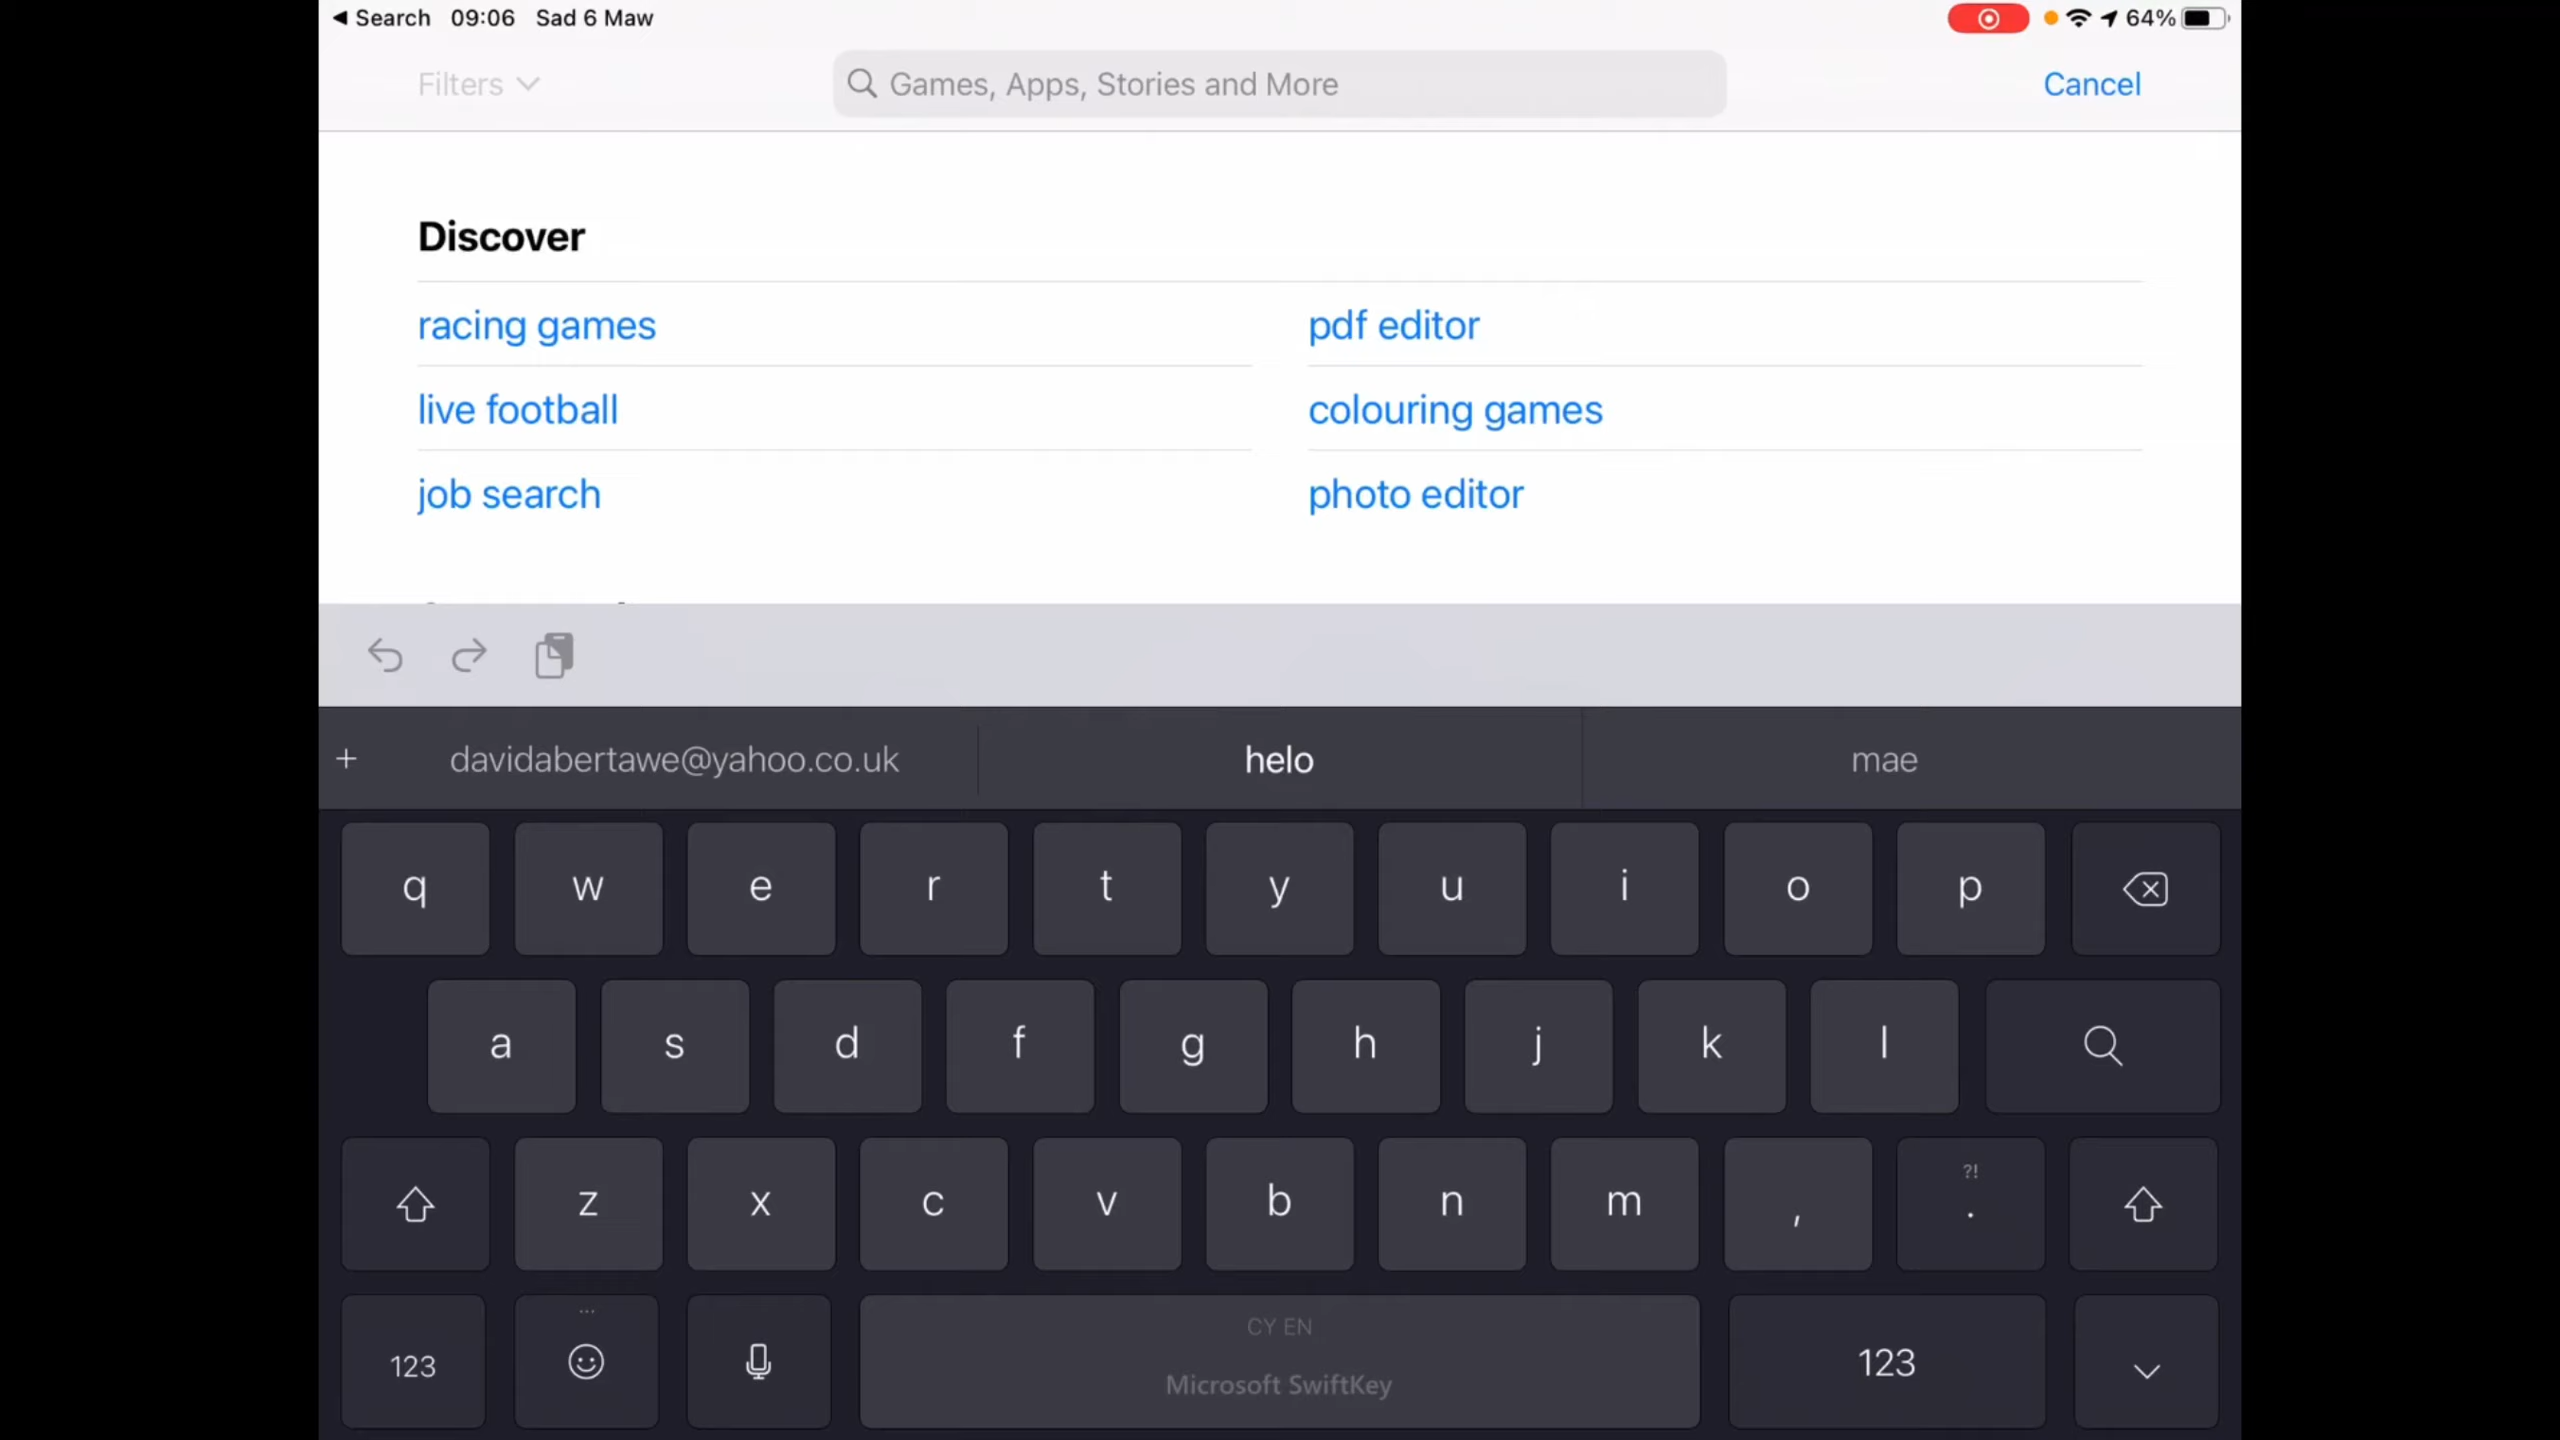 Search 09:06 Sad 6 Maw 64%
Filters Games, Apps, Stories and More Cancel
Discover
racing games pdf editor
live football colouring games
job search photo editor
+ davidabertawe@yahoo.co.uk helo mae
q w e r t y u i o p
a s d f g h j k l
z x c v b n m , ?! .
123 ... CY EN 123
Microsoft SwiftKey